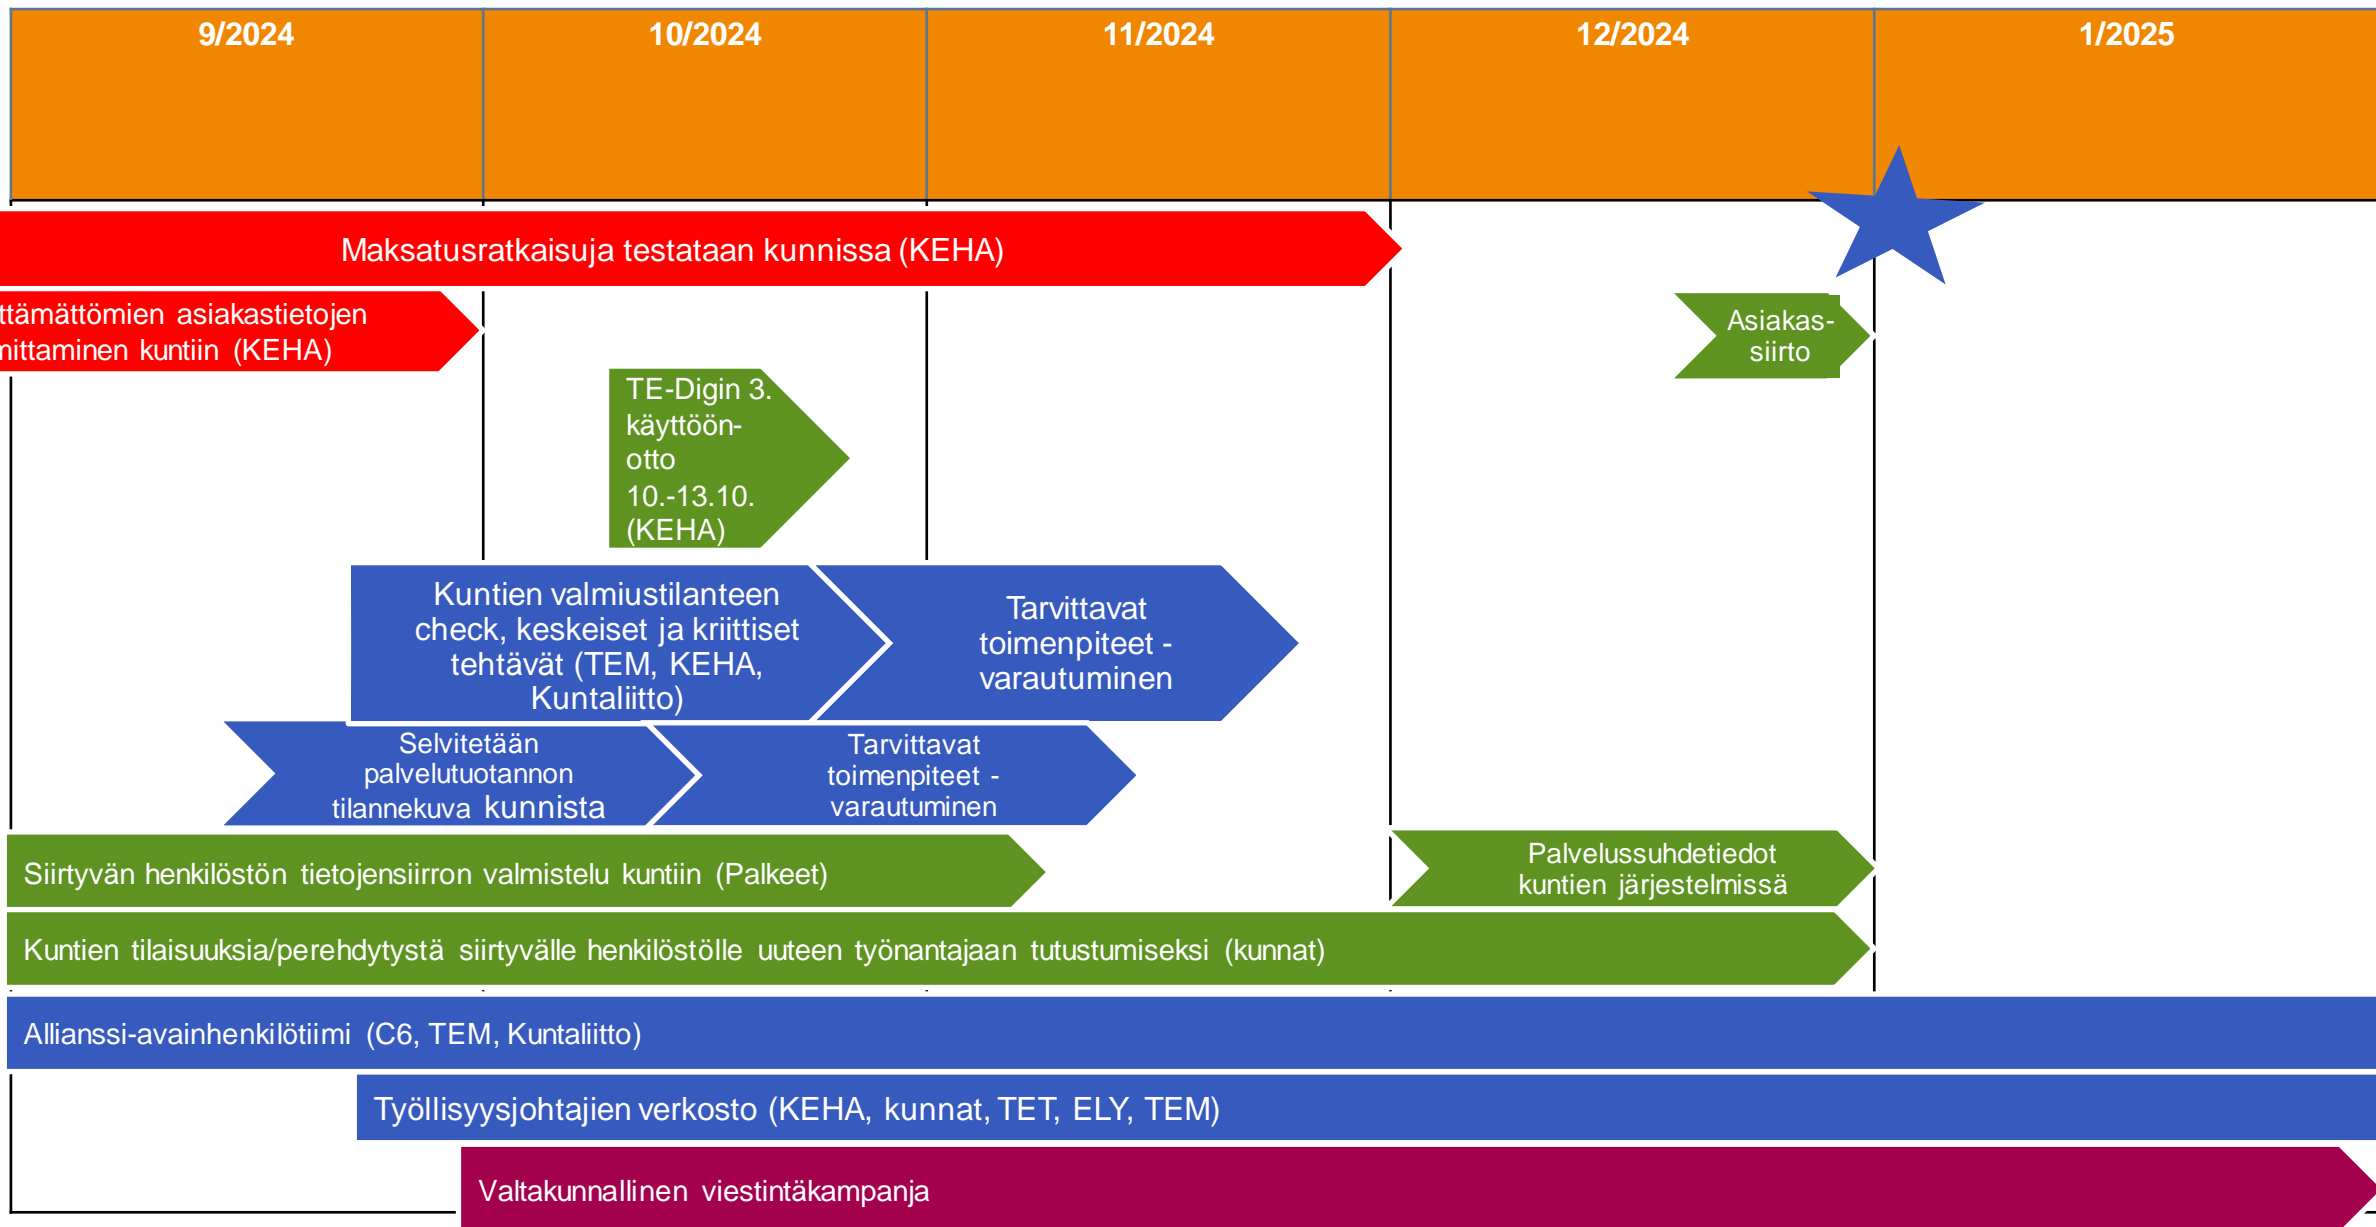 9/2024
10/2024
11/2024
12/2024
1/2025
Maksatusratkaisuja testataan kunnissa (KEHA)
asiakastietojen
kuntiin (KEHA)
Asiakas-
siirto
TE-Digin 3.
käyttöön-
otto
10.-13.10.
(KEHA)
Kuntien valmiustilanteen
check, keskeiset ja kriittiset
tehtävät (TEM, KEHA,
Kuntaliitto)
Tarvittavat
toimenpiteet -
varautuminen
Selvitetään
palvelutuotannon
tilannekuva kunnista
Tarvittavat
toimenpiteet -
varautuminen
Siirtyvän henkilöstön tietojensiirron valmistelu kuntiin (Palkeet)
Palvelussuhdetiedot
kuntien järjestelmissä
Kuntien tilaisuuksia/perehdytystä siirtyvälle henkilöstölle uuteen työnantajaan tutustumiseksi (kunnat)
Allianssi-avainhenkilötiimi (C6, TEM, Kuntaliitto)
Työllisyysjohtajien verkosto (KEHA, kunnat, TET, ELY, TEM)
Valtakunnallinen viestintäkampanja